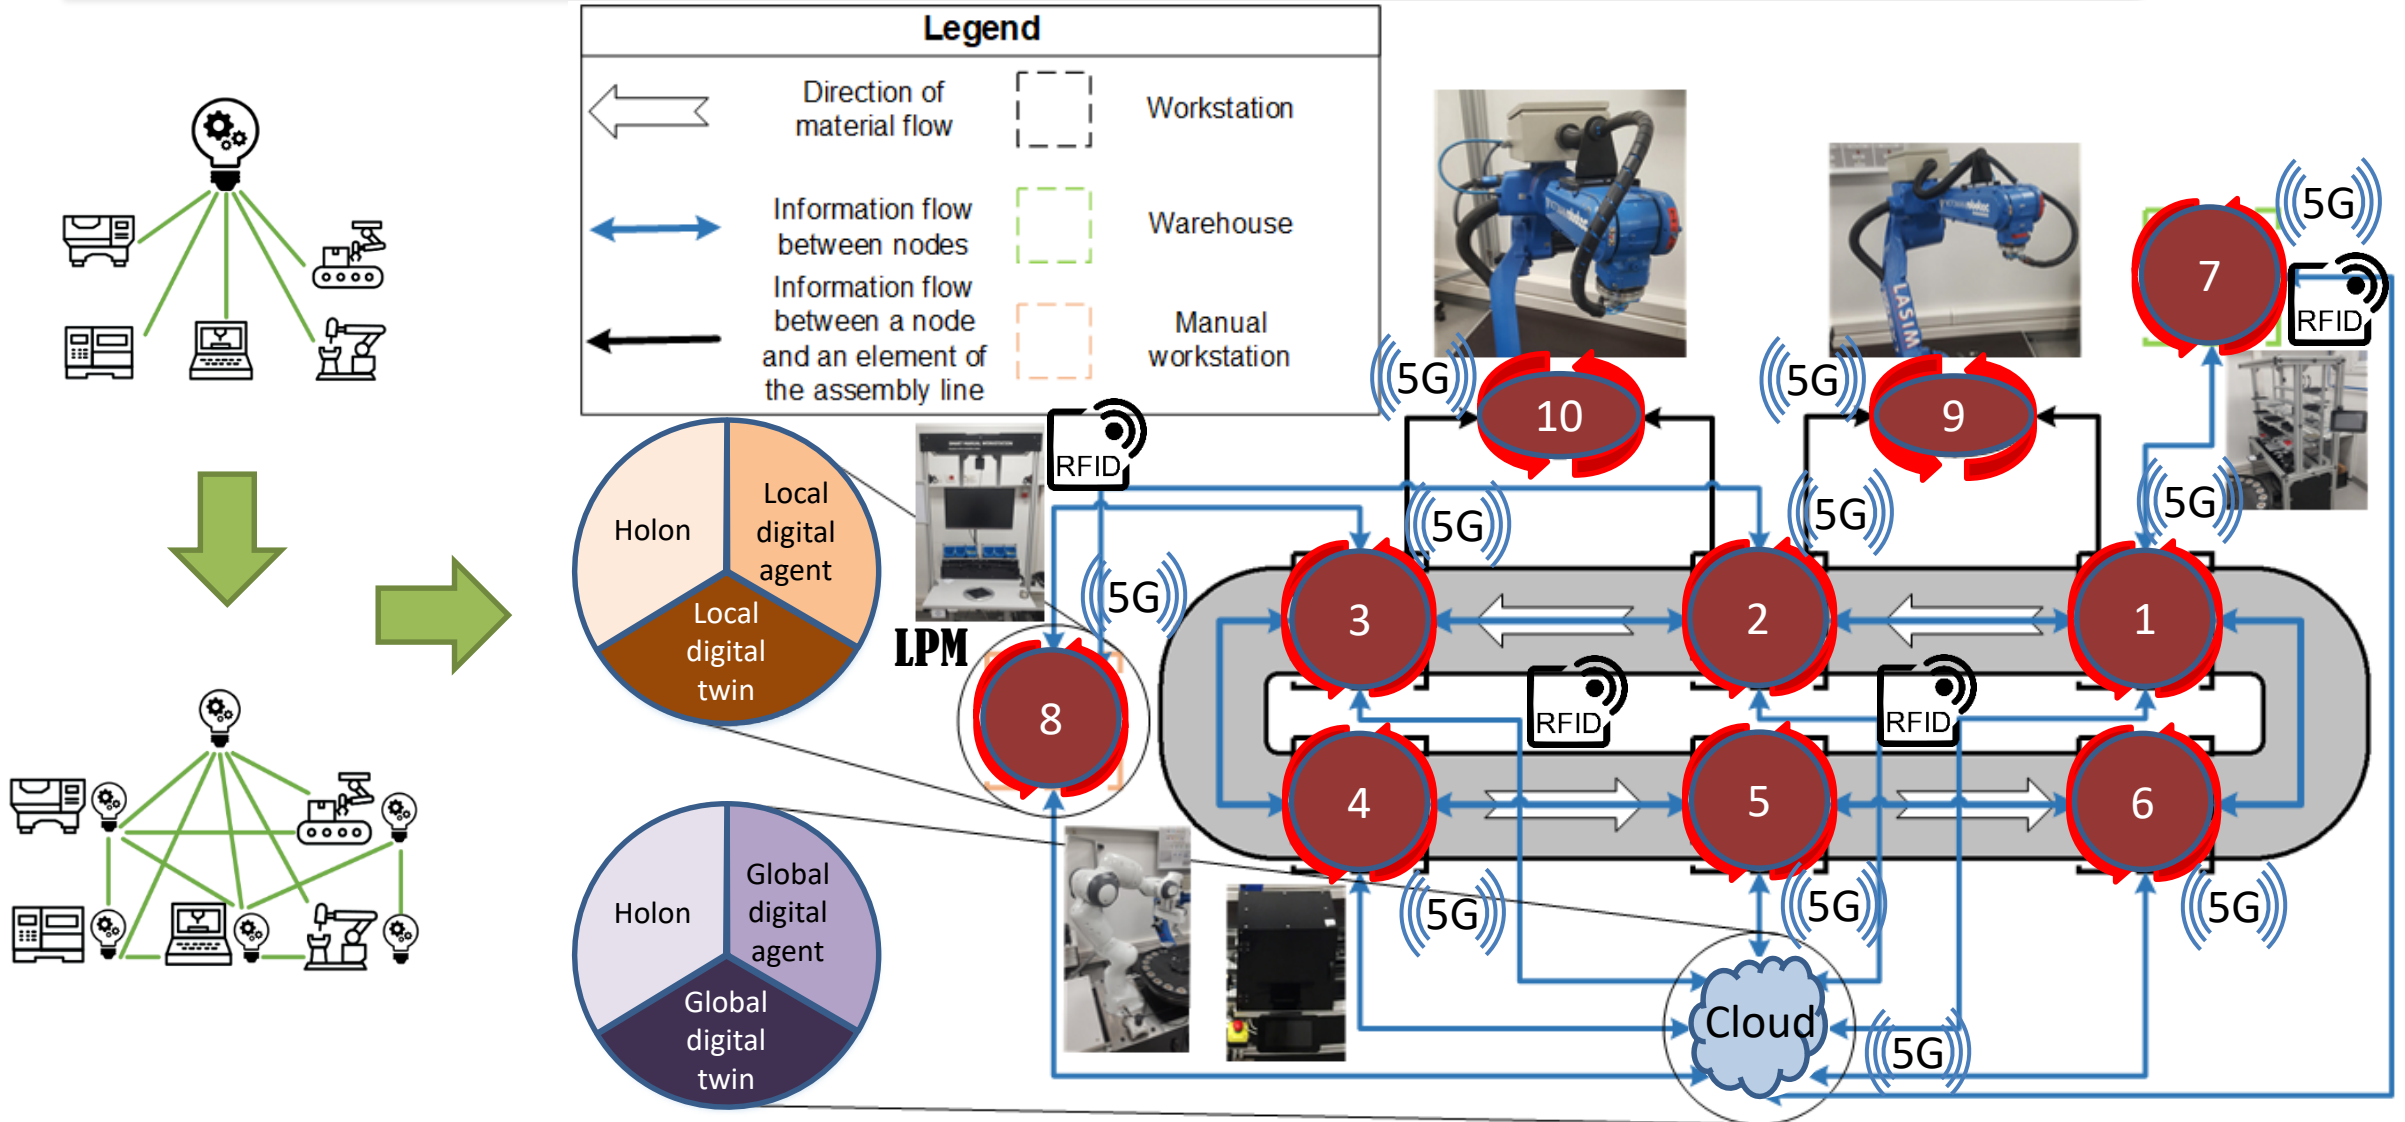 Legend
Direction of
material flow
Workstation
Information flow
between nodes
Warehouse
Information flow
between a node
and an element of
the assembly line
Manual
workstation
5G
7
RFID
LASIM
5G
10
5G
9
RFID
Holon
Local
digital
agent
Local
digital
twin
5G
5G
5G
5G
LPM
3
2
1
8
RFID
RFID
4
5
6
Holon
Global
digital
agent
Global
digital
twin
5G
5G
5G
Cloud
5G